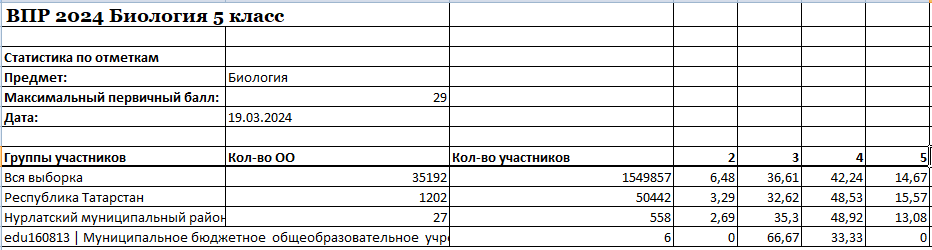 ВПР 2024 Биология 5 класс
Статистика по отметкам
Предмет: Биология
Максимальный первичный балл: 29
Дата: 19.03.2024
Группы участников Кол-во ОО Кол-во участников 2 3 4 5
Вся выборка 35192 1549857 6,48 36,61 42,24 14,67
Республика Татарстан 1202 50442 3,29 32,62 48,53 15,57
Нурлатский муниципальный район 27 558 2,69 35,3 48,92 13,08
edu160813 | Муниципальное бюджетное общеобразовательное учре 6 0 66,67 33,33 0